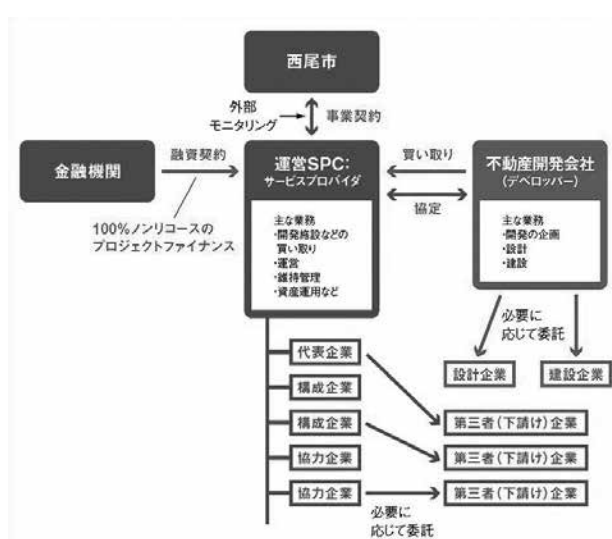 西尾市
外部
モニタリング
事業契約
金融機関
融資契約
運営SPC:
サービスプロバイダ
買い取り
協定
不動産開発会社
(デベロッパー)
100%ノンリコースの
プロジェクトファイナンス
主な業務
・開発施設などの
買い取り
・運営
・維持管理
・資産運用など
主な業務
・開発の企画
・設計
・建設
必要に
応じて委託
設計企業
建設企業
代表企業
構成企業
構成企業
協力企業
協力企業
第三者(下請け)企業
第三者(下請け)企業
第三者(下請け)企業
必要に
応じて委託